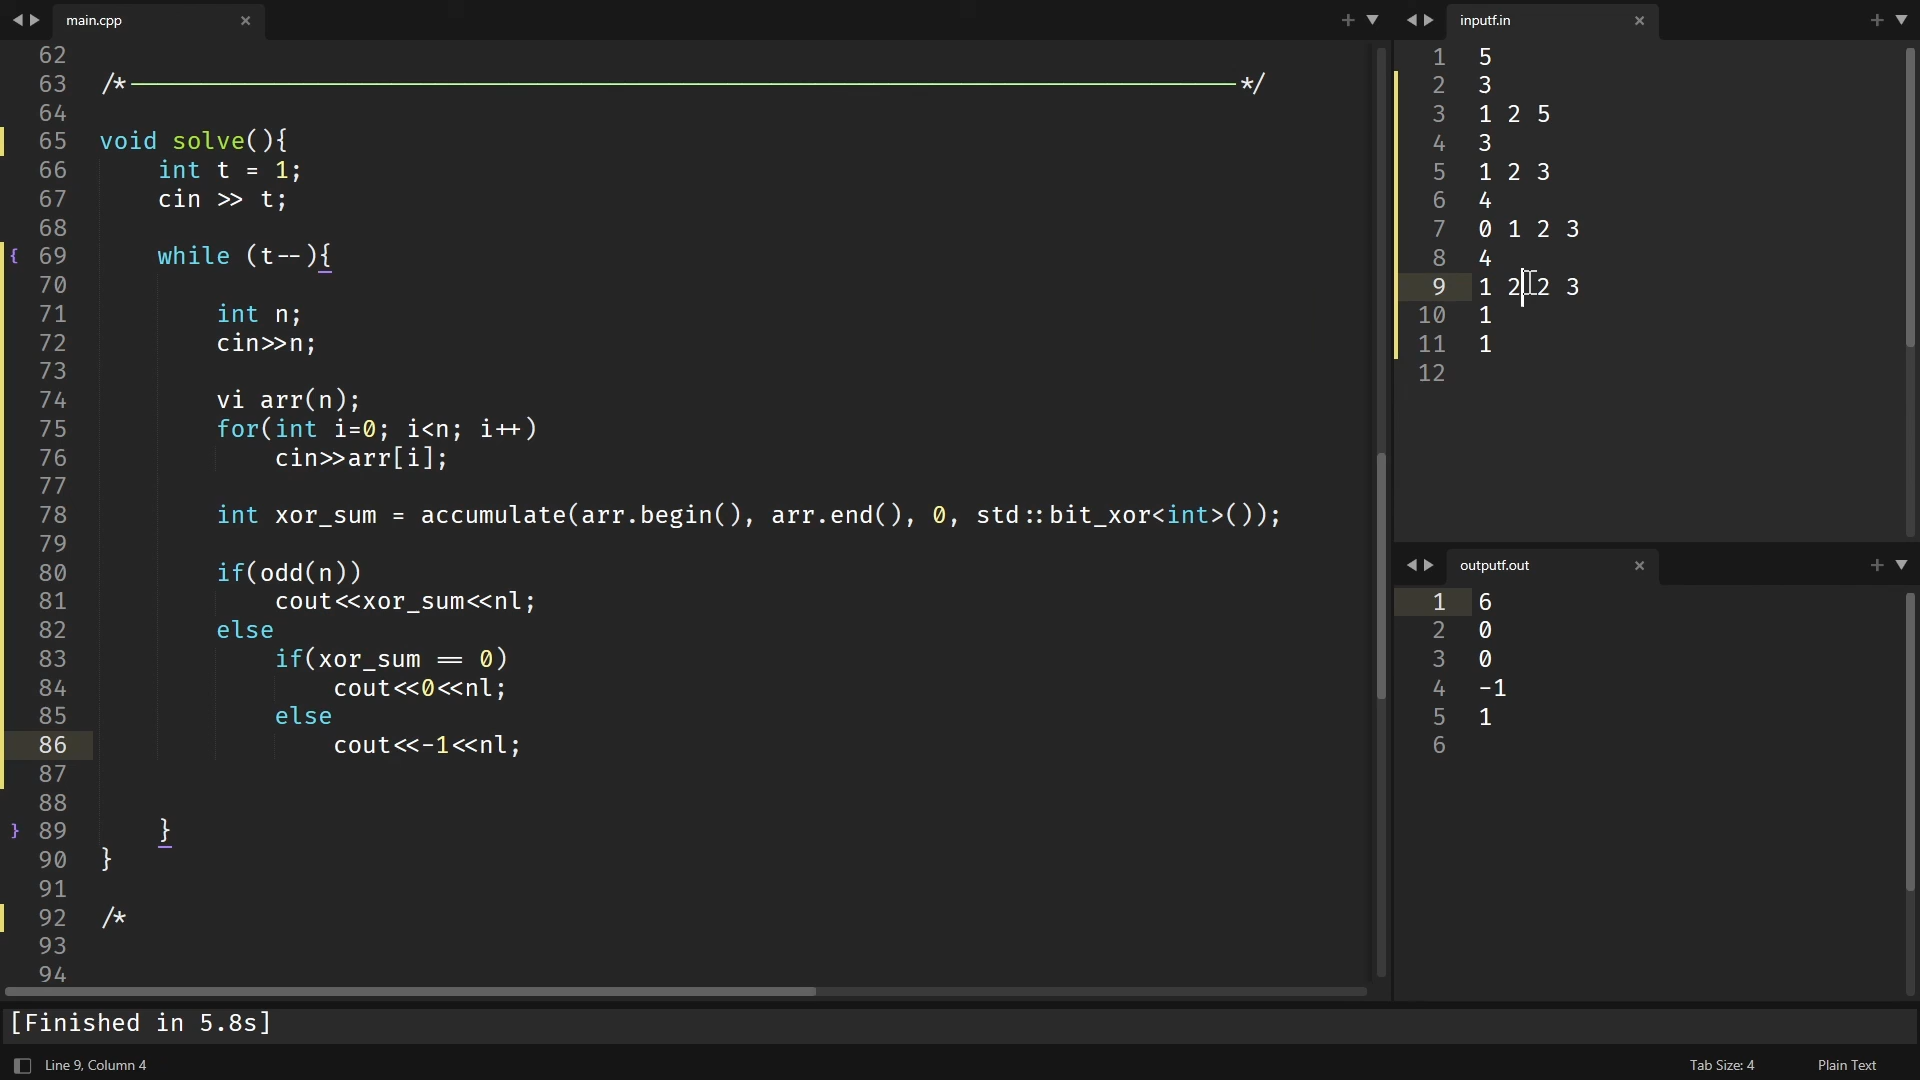 main.cpp
62
63 /*──────────────────────────────────────*/
64
65 void solve(){
66 int t = 1;
67 cin >> t;
68
{ 69 while (t--){
70
71 int n;
72 cin>>n;
73
74 vi arr(n);
75 for(int i=0; i<n; i++)
76 cin>>arr[i];
77
78 int xor_sum = accumulate(arr.begin(), arr.end(), 0, std::bit_xor<int>());
79
80 if(odd(n))
81 cout<<xor_sum<<nl;
82 else
83 if(xor_sum == 0)
84 cout<<0<<nl;
85 else
86 cout<<-1<<nl;
87
88
} 89 }
90 }
91
92 /*
93
94
inputf.in
1 5
2 3
3 1 2 5
4 3
5 1 2 3
6 4
7 0 1 2 3
8 4
9 1 2 2 3
10 1
11 1
12
outputf.out
1 6
2 0
3 0
4 -1
5 1
6
[Finished in 5.8s]
Line 9, Column 4
Tab Size: 4
Plain Text